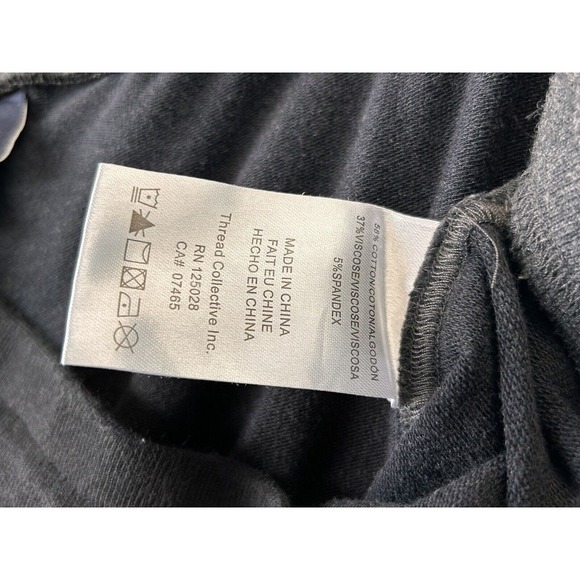 58% COTTON/COTON/ALGODÓN
37%VISCOSE/VISCOSE/VISCOSA
5%SPANDEX
MADE IN CHINA
FAIT EU CHINE
HECHO EN CHINA
Thread Collective Inc.
RN 125028
CA# 07465